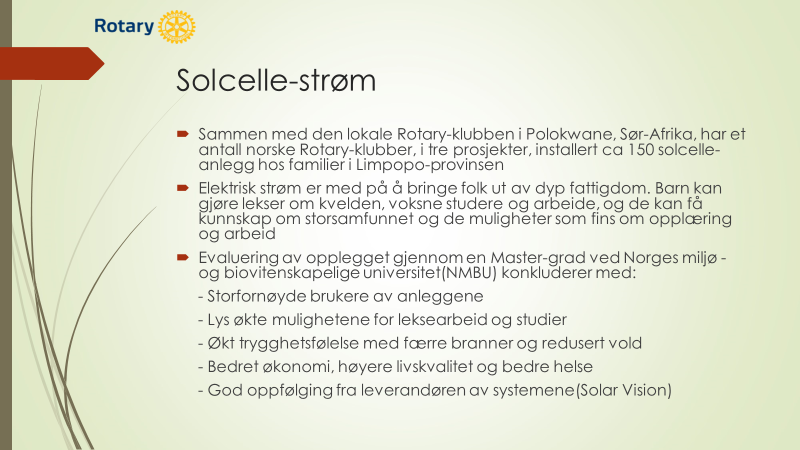 Rotary
Solcelle-strøm
Sammen med den lokale Rotary-klubben i Polokwane, Sør-Afrika, har et
antall norske Rotary-klubber, i tre prosjekter, installert ca 150 solcelle-
anlegg hos familier i Limpopo-provinsen
Elektrisk strøm er med på å bringe folk ut av dyp fattigdom. Barn kan
gjøre lekser om kvelden, voksne studere og arbeide, og de kan få
kunnskap om storsamfunnet og de muligheter som fins om opplæring
og arbeid
Evaluering av opplegget gjennom en Master-grad ved Norges miljø -
og biovitenskapelige universitet(NMBU) konkluderer med:
- Storfornøyde brukere av anleggene
- Lys økte mulighetene for leksearbeid og studier
- Økt trygghetsfølelse med færre branner og redusert vold
- Bedret økonomi, høyere livskvalitet og bedre helse
- God oppfølging fra leverandøren av systemene(Solar Vision)